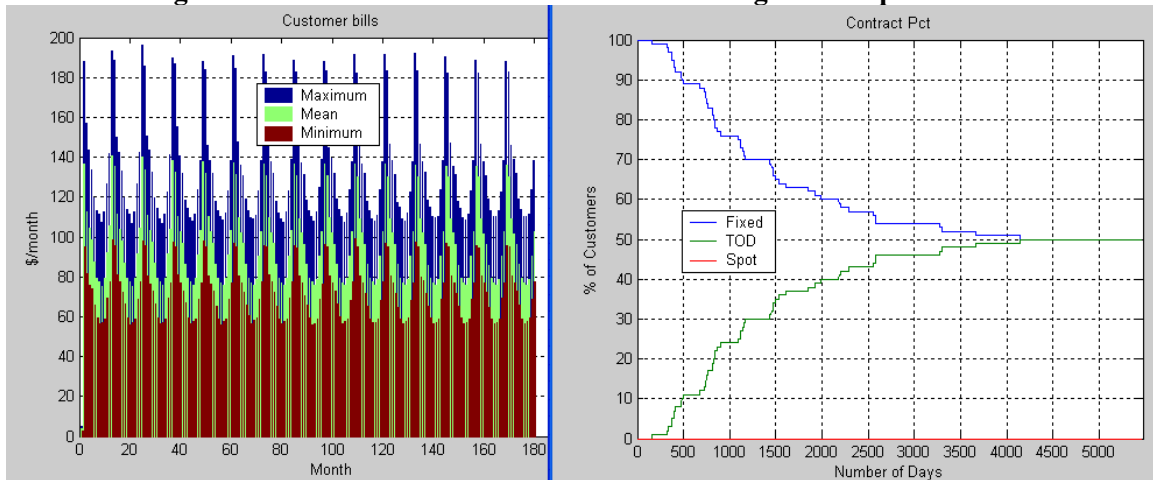 Customer bills
200
180
160
140
120
100
80
60
40
20
0
$/month
Maximum
Mean
Minimum
0 20 40 60 80 100 120 140 160 180
Month
Contract Pct
100
90
80
70
60
50
40
30
20
10
0
% of Customers
Fixed
TOD
Spot
0 500 1000 1500 2000 2500 3000 3500 4000 4500 5000
Number of Days